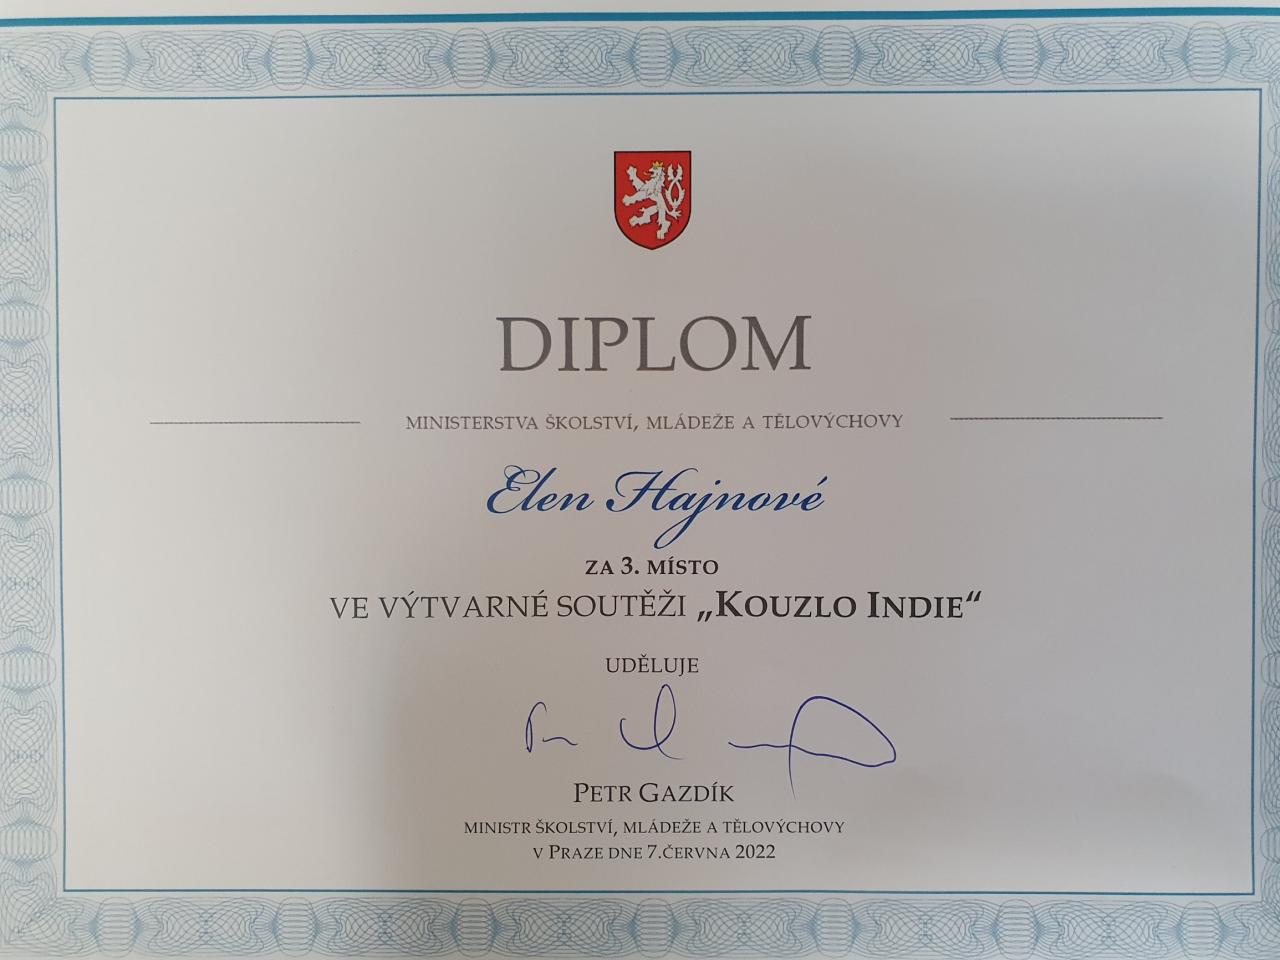 DIPLOM
MINISTERSTVA ŠKOLSTVÍ, MLÁDEŽE A TĚLOVÝCHOVY
Elen Hajnové
ZA 3. MÍSTO
VE VÝTVARNÉ SOUTĚŽI „KOUZLO INDIE“
UDĚLUJE
PETR GAZDÍK
MINISTR ŠKOLSTVÍ, MLÁDEŽE A TĚLOVÝCHOVY
V PRAZE DNE 7.ČERVNA 2022